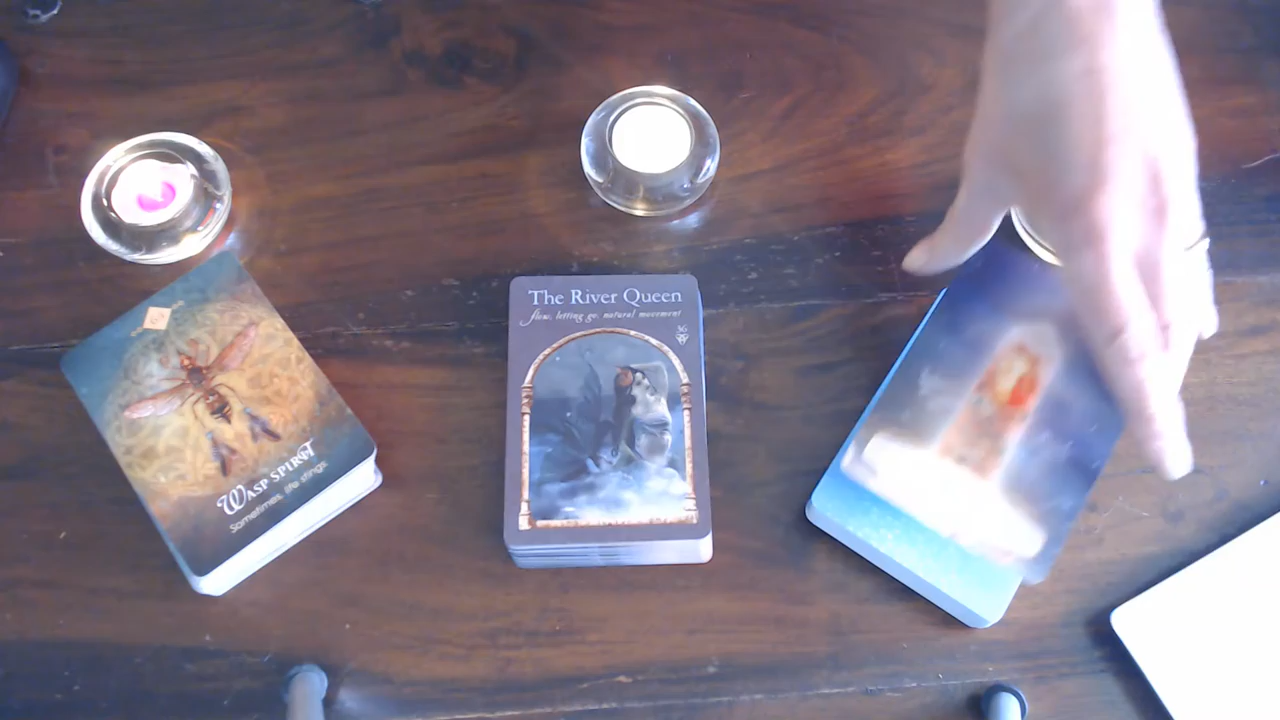 WASP SPIRIT
Sometimes, life stings.
The River Queen
flow, letting go, natural movement
36